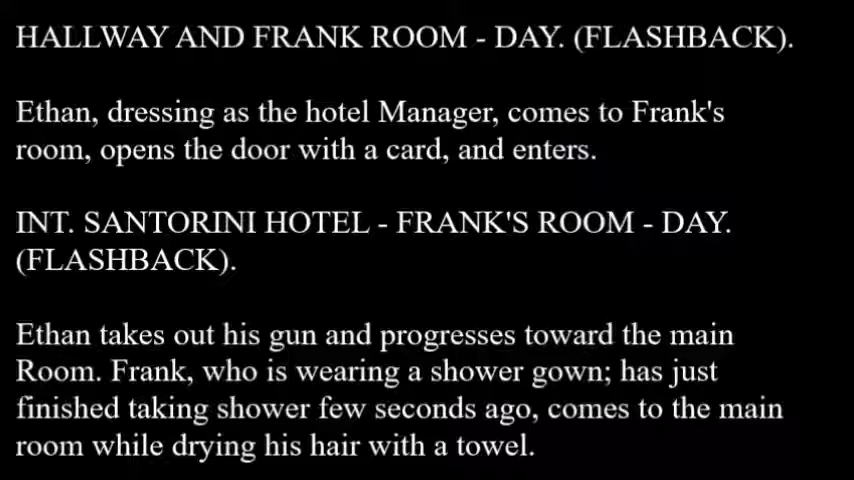 HALLWAY AND FRANK ROOM - DAY. (FLASHBACK).
Ethan, dressing as the hotel Manager, comes to Frank's
room, opens the door with a card, and enters.
INT. SANTORINI HOTEL - FRANK'S ROOM - DAY.
(FLASHBACK).
Ethan takes out his gun and progresses toward the main
Room. Frank, who is wearing a shower gown; has just
finished taking shower few seconds ago, comes to the main
room while drying his hair with a towel.